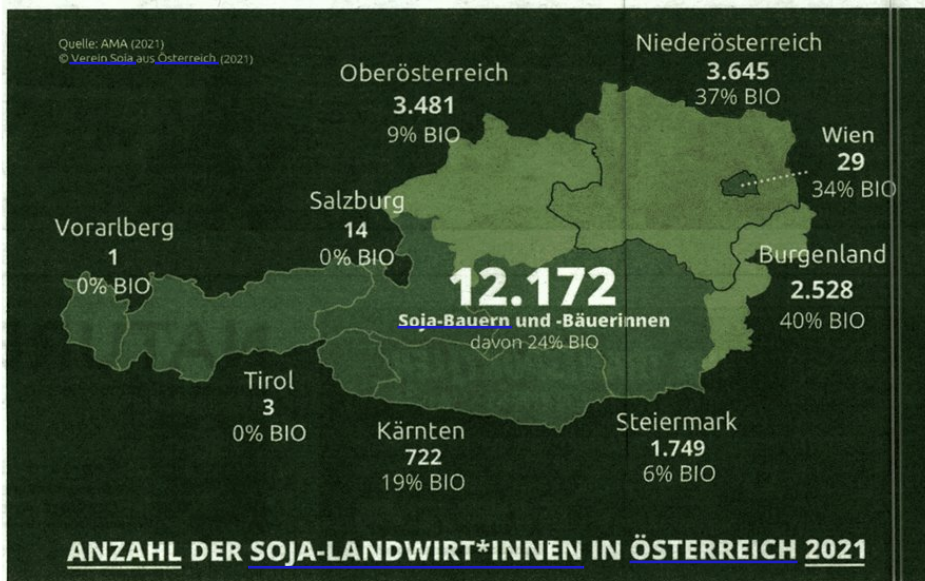 Quelle: AMA (2021)
© Verein Soja aus Österreich (2021)
Niederösterreich
3.645
37% BIO
Oberösterreich
3.481
9% BIO
Wien
29
34% BIO
Salzburg
14
0% BIO
Vorarlberg
1
0% BIO
Burgenland
2.528
40% BIO
12.172
Soja-Bauern und -Bäuerinnen
davon 24% BIO
Tirol
3
0% BIO
Kärnten
722
19% BIO
Steiermark
1.749
6% BIO
ANZAHL DER SOJA-LANDWIRT*INNEN IN ÖSTERREICH 2021